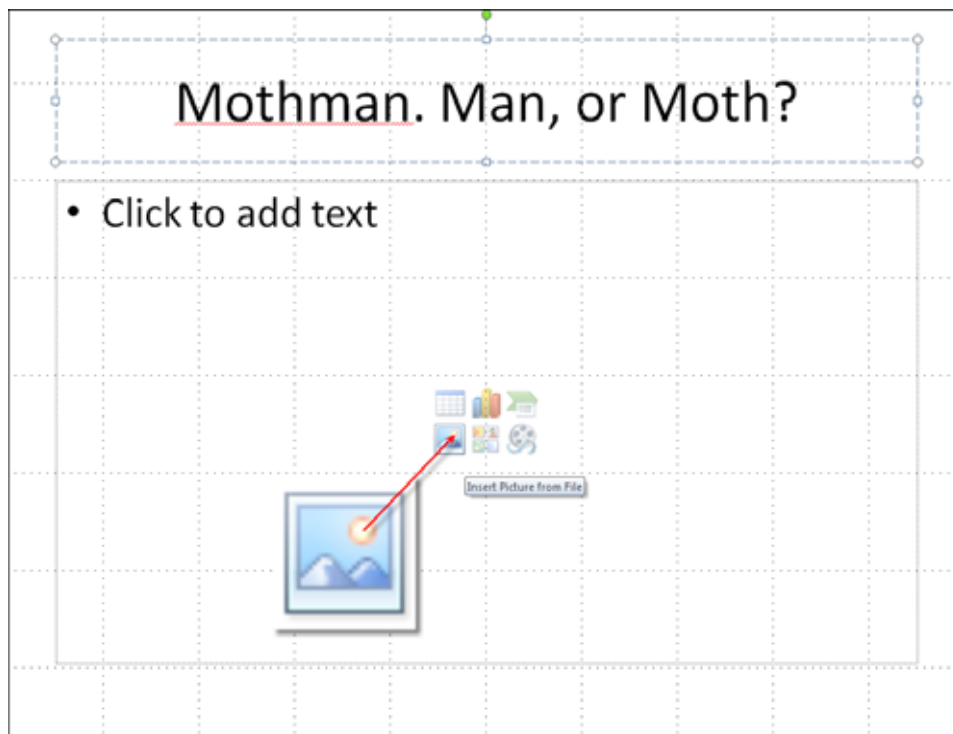 Mothman. Man, or Moth?
• Click to add text
Insert Picture from File